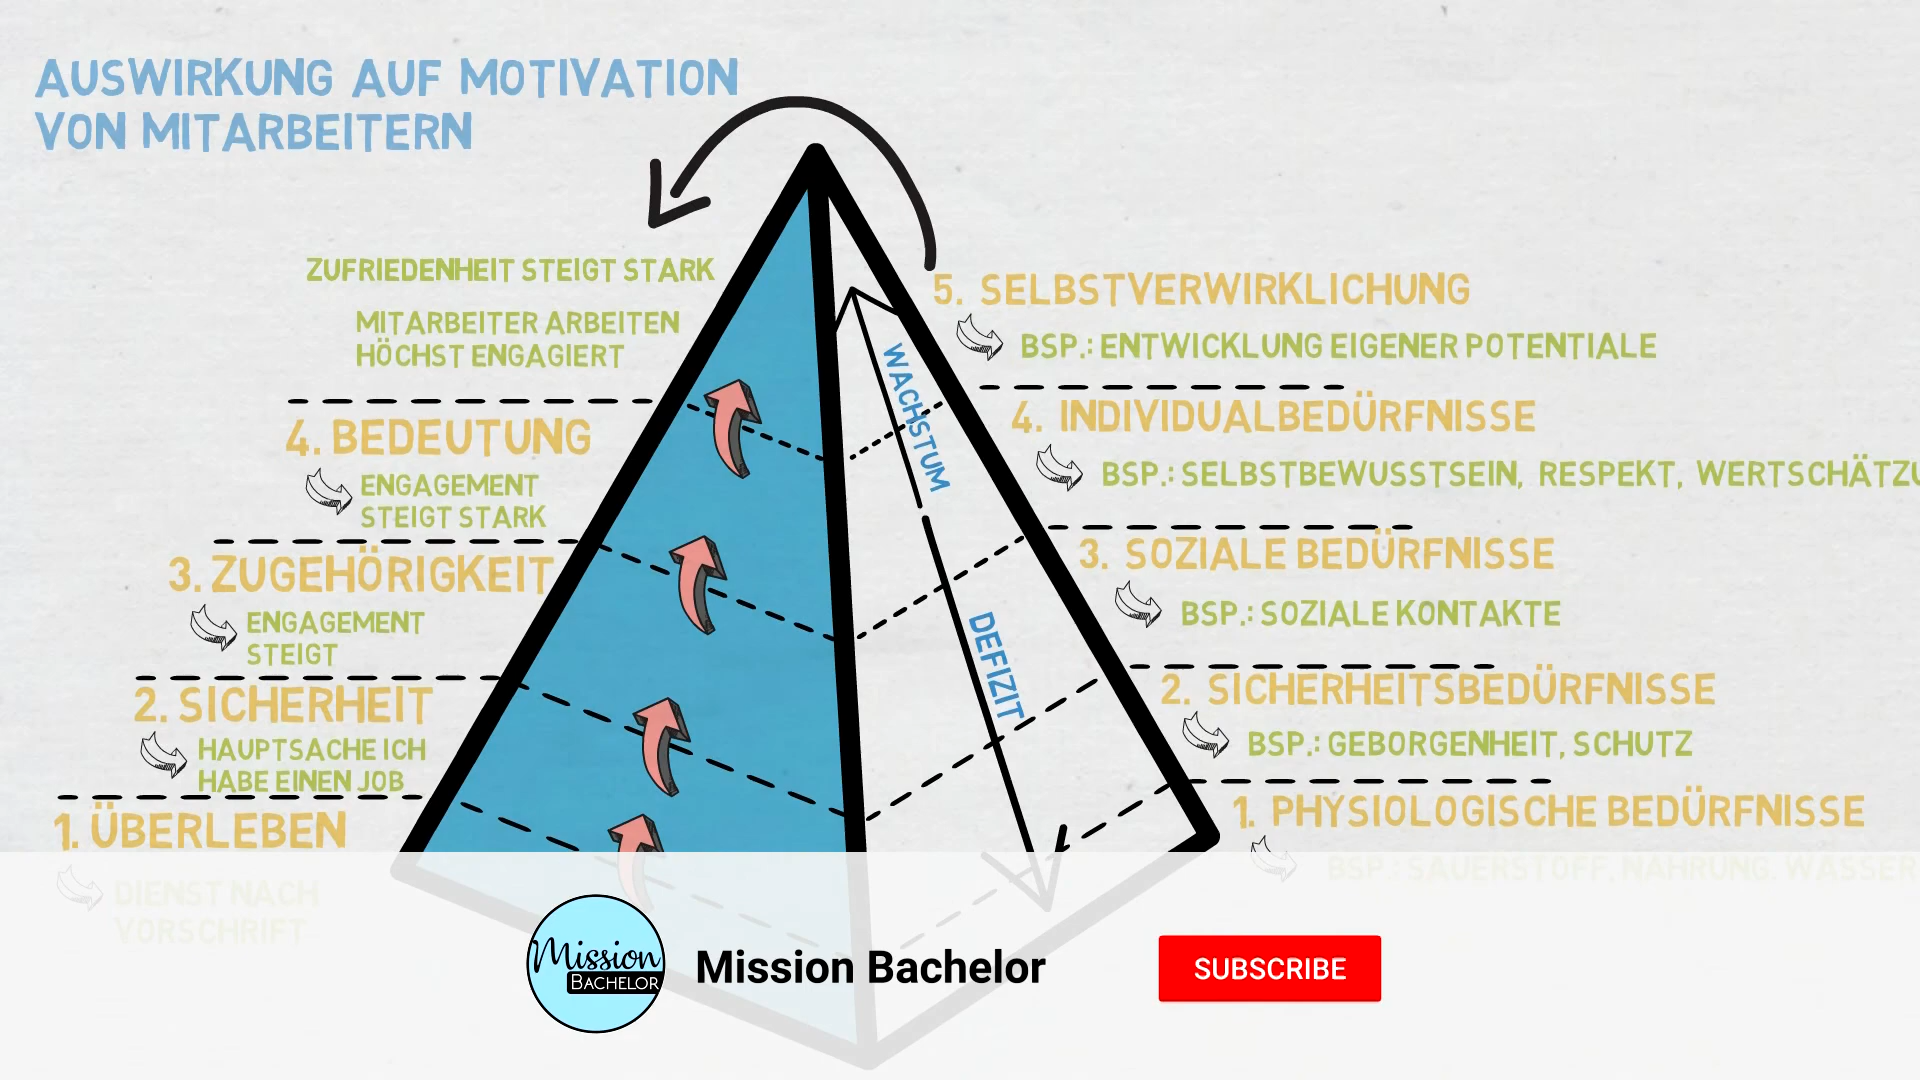 AUSWIRKUNG AUF MOTIVATION
VON MITARBEITERN
ZUFRIEDENHEIT STEIGT STARK
MITARBEITER ARBEITEN
HÖCHST ENGAGIERT
4. BEDEUTUNG
ENGAGEMENT
STEIGT STARK
3. ZUGEHÖRIGKEIT
ENGAGEMENT
STEIGT
2. SICHERHEIT
HAUPTSACHE ICH
HABE EINEN JOB
1. ÜBERLEBEN
DIENST NACH
VORSCHRIFT
WACHSTUM
DEFIZIT
5. SELBSTVERWIRKLICHUNG
BSP.: ENTWICKLUNG EIGENER POTENTIALE
4. INDIVIDUALBEDÜRFNISSE
BSP.: SELBSTBEWUSSTSEIN, RESPEKT, WERTSCHÄTZU
3. SOZIALE BEDÜRFNISSE
BSP.: SOZIALE KONTAKTE
2. SICHERHEITSBEDÜRFNISSE
BSP.: GEBORGENHEIT, SCHUTZ
1. PHYSIOLOGISCHE BEDÜRFNISSE
BSP.: SAUERSTOFF, NAHRUNG, WASSER
Mission
BACHELOR
Mission Bachelor
SUBSCRIBE